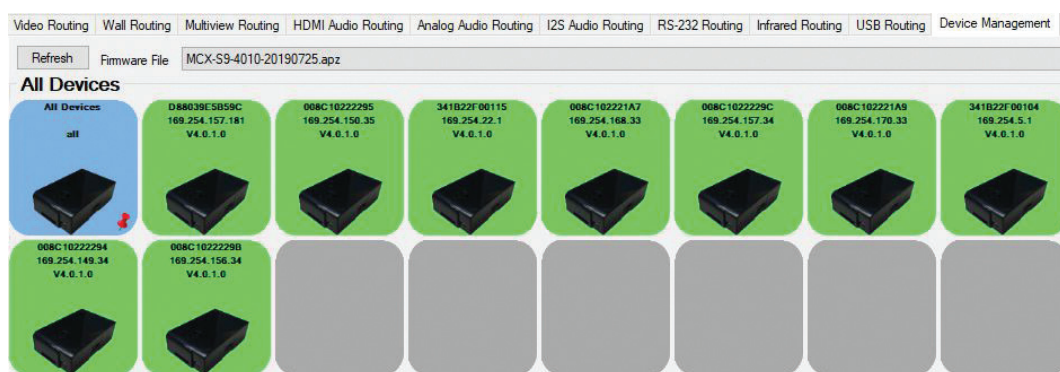 Video Routing Wall Routing Multiview Routing HDMI Audio Routing Analog Audio Routing I2S Audio Routing RS-232 Routing Infrared Routing USB Routing Device Management
Refresh Firmware File MCX-S9-4010-20190725.apz
All Devices
All Devices
all
D88039E5B59C
169.254.157.181
V4.0.1.0
008C10222295
169.254.150.35
V4.0.1.0
341B22F00115
169.254.22.1
V4.0.1.0
008C102221A7
169.254.168.33
V4.0.1.0
008C1022229C
169.254.157.34
V4.0.1.0
008C102221A9
169.254.170.33
V4.0.1.0
341B22F00104
169.254.5.1
V4.0.1.0
008C10222294
169.254.149.34
V4.0.1.0
008C1022229B
169.254.156.34
V4.0.1.0